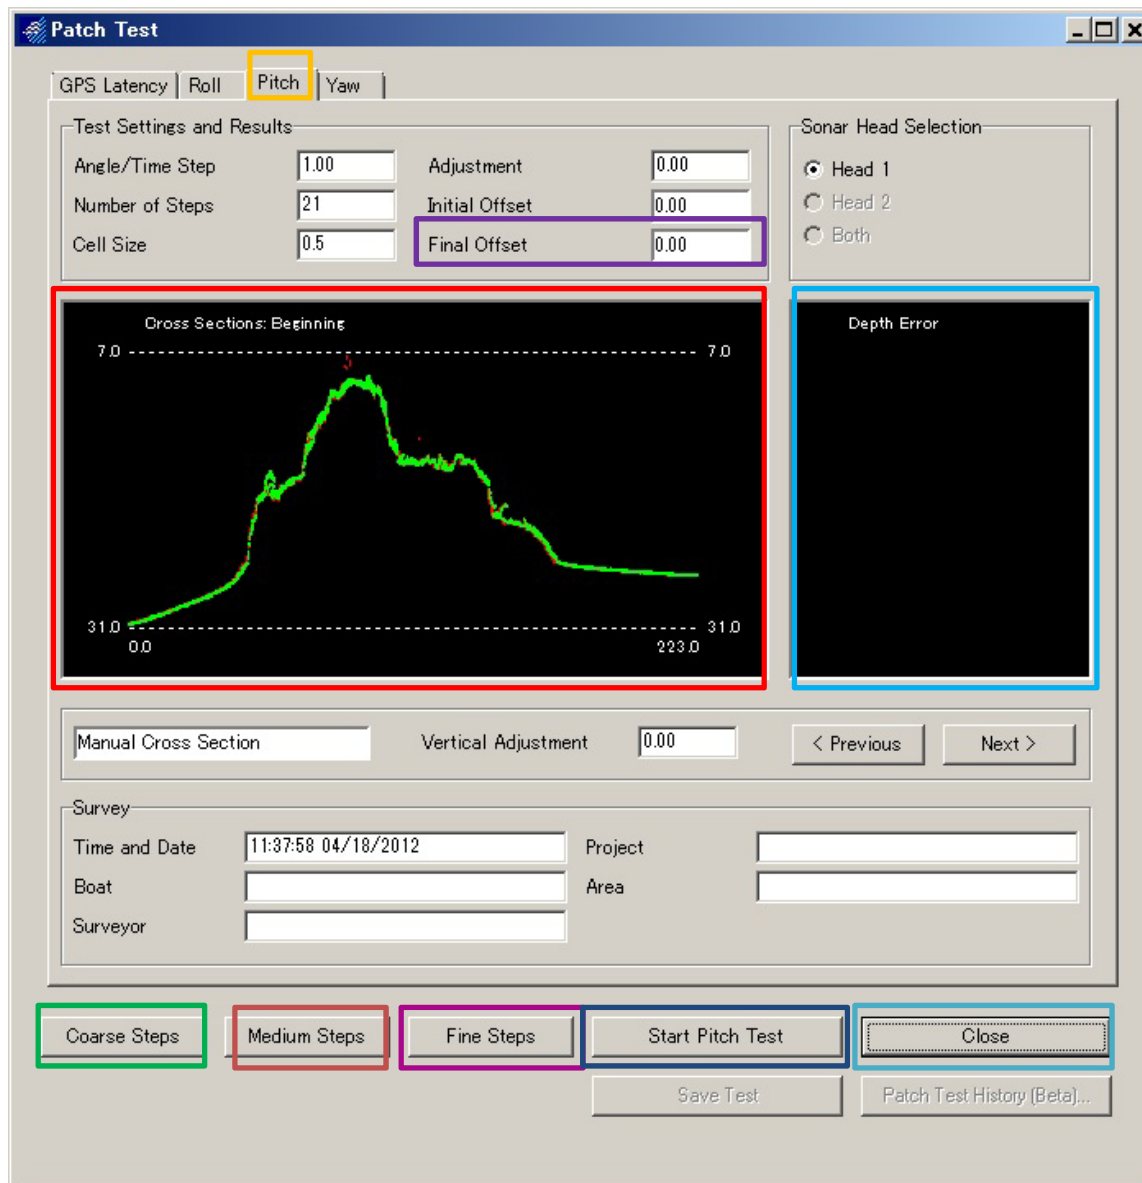 Patch Test
GPS Latency Roll Pitch Yaw
Test Settings and Results
Angle/Time Step 1.00 Adjustment 0.00
Number of Steps 21 Initial Offset 0.00
Cell Size 0.5 Final Offset 0.00
Sonar Head Selection
Head 1
Head 2
Both
Cross Sections: Beginning
7.0 7.0
31.0 31.0
0.0 223.0
Depth Error
Manual Cross Section Vertical Adjustment 0.00 < Previous Next >
Survey
Time and Date 11:37:58 04/18/2012 Project
Boat Area
Surveyor
Coarse Steps Medium Steps Fine Steps Start Pitch Test Close
Save Test Patch Test History (Beta)...